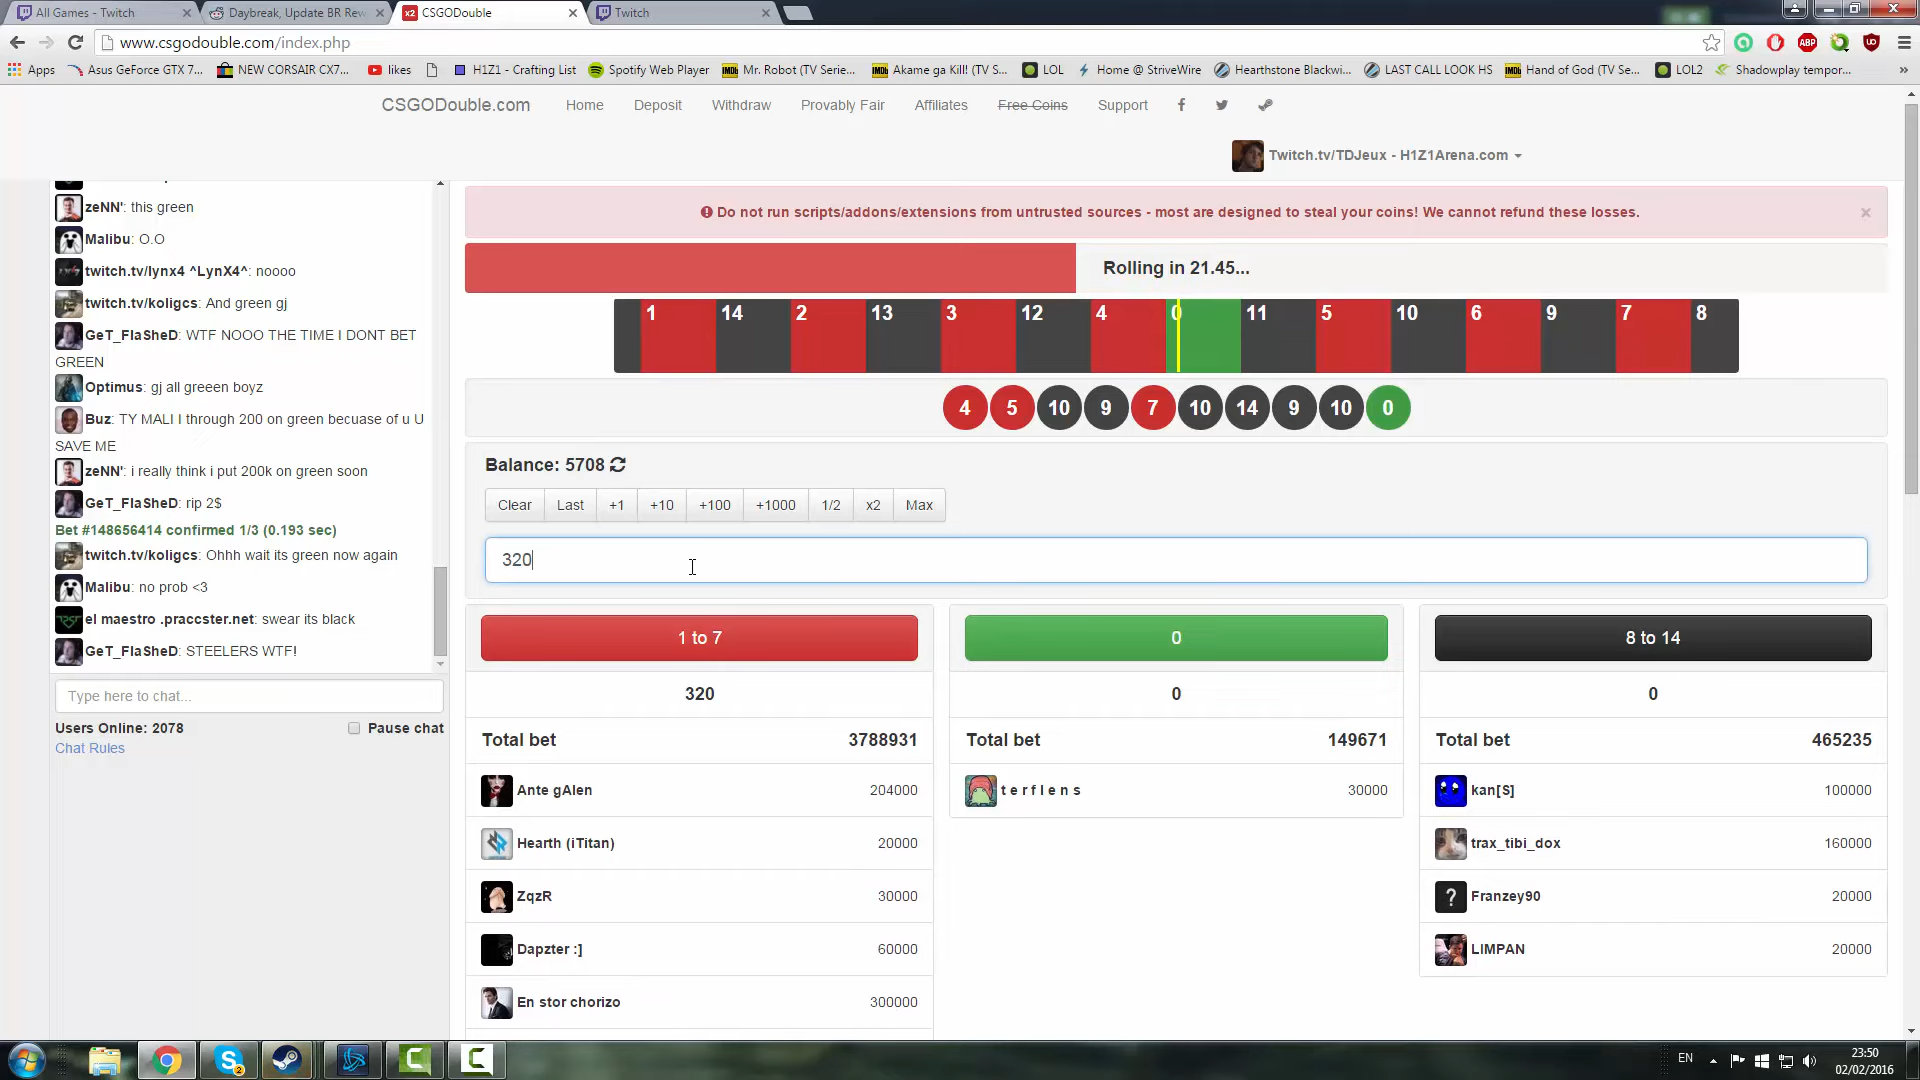 All Games - Twitch
Daybreak, Update BR Rew
CSGODouble
Twitch
www.csgodouble.com/index.php
Apps
Asus GeForce GTX 7...
NEW CORSAIR CX7...
likes
H1Z1 - Crafting List
Spotify Web Player
Mr. Robot (TV Serie...
Akame ga Kill! (TV S...
LOL
Home @ StriveWire
Hearthstone Blackwi...
LAST CALL LOOK HS
Hand of God (TV Se...
LOL2
Shadowplay tempor...
CSGODouble.com
Home
Deposit
Withdraw
Provably Fair
Affiliates
Free Coins
Support
Twitch.tv/TDJeux - H1Z1Arena.com
zeNN': this green
Malibu: O.O
twitch.tv/lynx4 ^LynX4^: noooo
twitch.tv/koligcs: And green gj
GeT_FlaSheD: WTF NOOO THE TIME I DONT BET
GREEN
Optimus: gj all greeen boyz
Buz: TY MALI I through 200 on green becuase of u U
SAVE ME
zeNN': i really think i put 200k on green soon
GeT_FlaSheD: rip 2$
Bet #148656414 confirmed 1/3 (0.193 sec)
twitch.tv/koligcs: Ohhh wait its green now again
Malibu: no prob <3
el maestro .praccster.net: swear its black
GeT_FlaSheD: STEELERS WTF!
Type here to chat...
Users Online: 2078
Pause chat
Chat Rules
Do not run scripts/addons/extensions from untrusted sources - most are designed to steal your coins! We cannot refund these losses.
Rolling in 21.45...
1 14 2 13 3 12 4 0 11 5 10 6 9 7 8
4 5 10 9 7 10 14 9 10 0
Balance: 5708
Clear Last +1 +10 +100 +1000 1/2 x2 Max
320
1 to 7
320
Total bet 3788931
Ante gAlen 204000
Hearth (iTitan) 20000
ZqzR 30000
Dapzter :] 60000
En stor chorizo 300000
0
0
Total bet 149671
t e r f l e n s 30000
8 to 14
0
Total bet 465235
kan[S] 100000
trax_tibi_dox 160000
Franzey90 20000
LIMPAN 20000
EN
23:50
02/02/2016